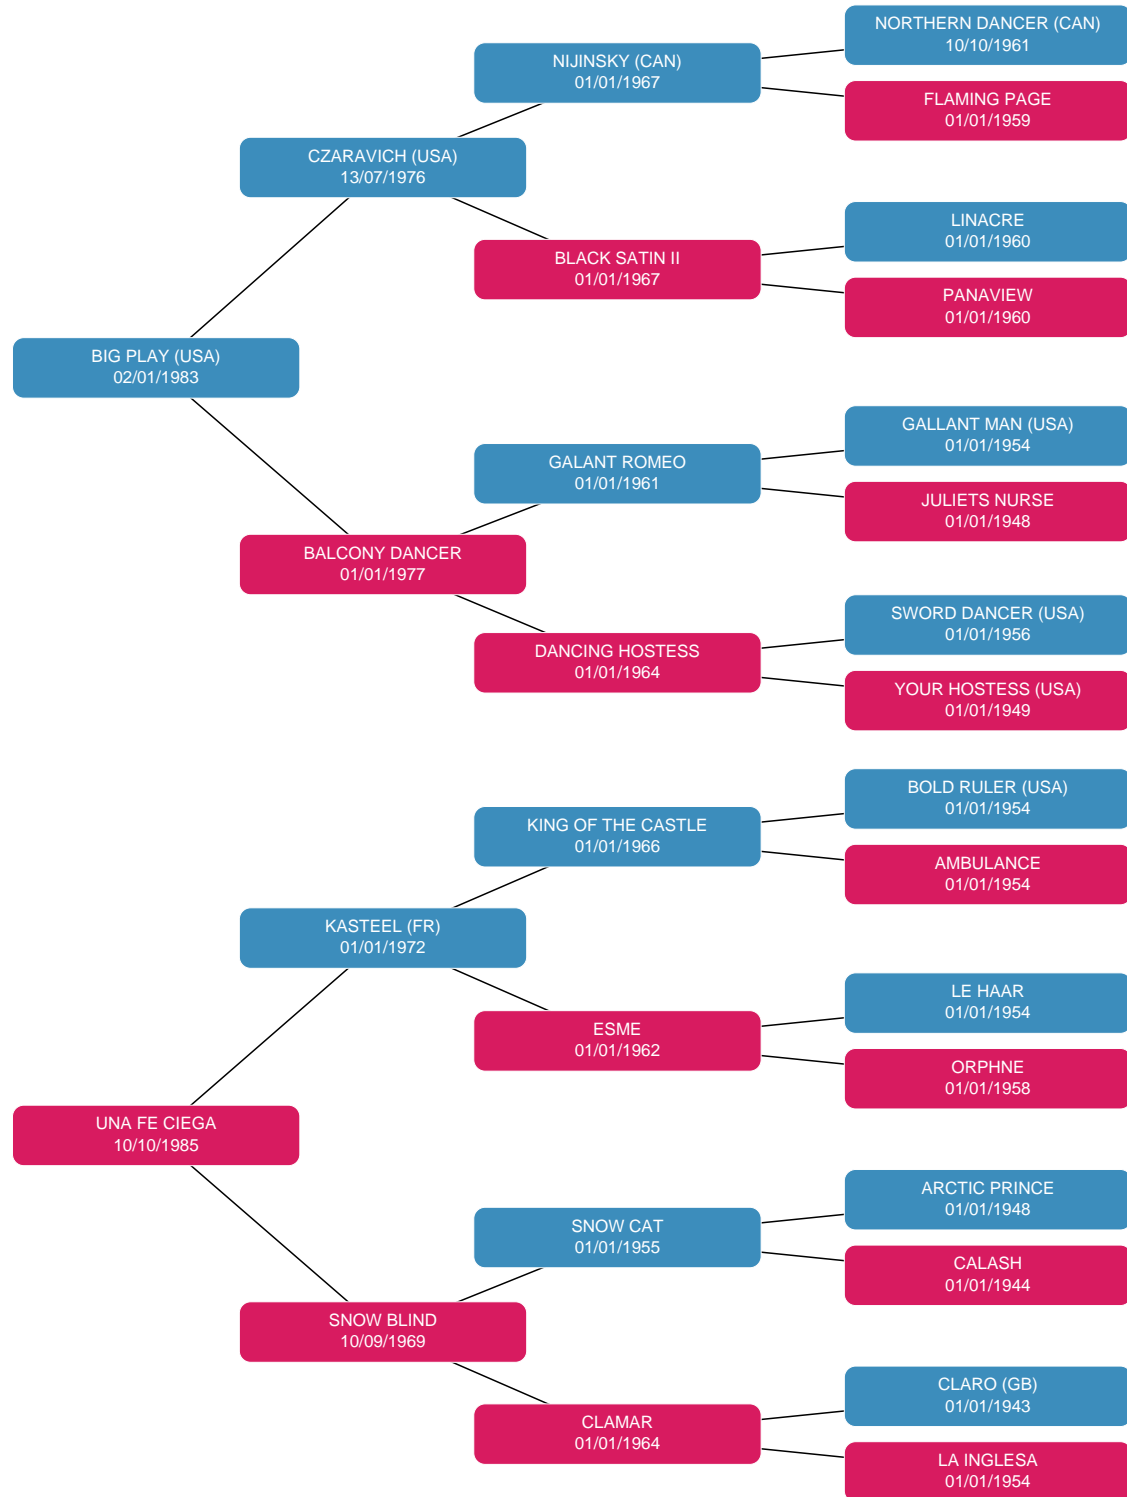 NORTHERN DANCER (CAN)
10/10/1961
NIJINSKY (CAN)
01/01/1967
FLAMING PAGE
01/01/1959
CZARAVICH (USA)
13/07/1976
LINACRE
01/01/1960
BLACK SATIN II
01/01/1967
PANAVIEW
01/01/1960
BIG PLAY (USA)
02/01/1983
GALLANT MAN (USA)
01/01/1954
GALANT ROMEO
01/01/1961
JULIETS NURSE
01/01/1948
BALCONY DANCER
01/01/1977
SWORD DANCER (USA)
01/01/1956
DANCING HOSTESS
01/01/1964
YOUR HOSTESS (USA)
01/01/1949
BOLD RULER (USA)
01/01/1954
KING OF THE CASTLE
01/01/1966
AMBULANCE
01/01/1954
KASTEEL (FR)
01/01/1972
LE HAAR
01/01/1954
ESME
01/01/1962
ORPHNE
01/01/1958
UNA FE CIEGA
10/10/1985
ARCTIC PRINCE
01/01/1948
SNOW CAT
01/01/1955
CALASH
01/01/1944
SNOW BLIND
10/09/1969
CLARO (GB)
01/01/1943
CLAMAR
01/01/1964
LA INGLESA
01/01/1954